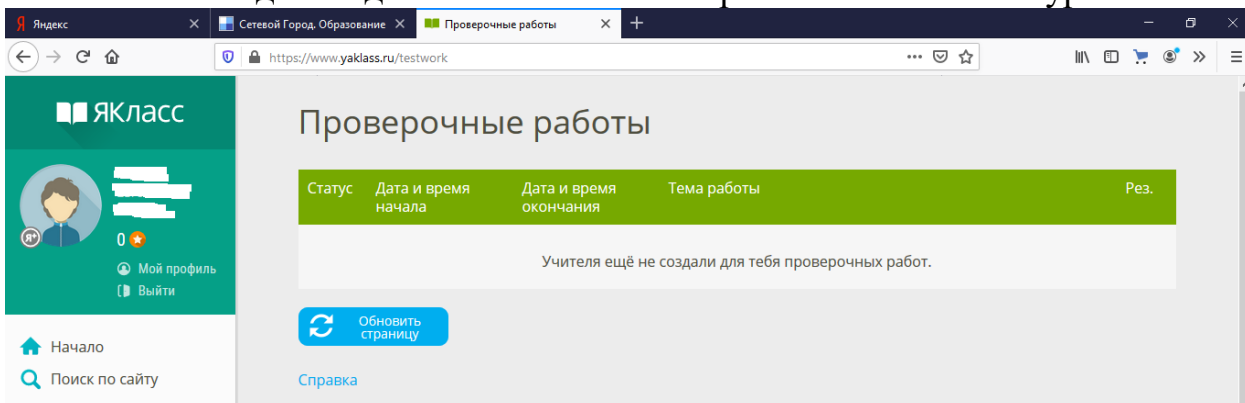 Яндекс
Сетевой Город. Образование
Проверочные работы
https://www.yaklass.ru/testwork
ЯКласс
0
Мой профиль
Выйти
Начало
Поиск по сайту
Проверочные работы
Статус Дата и время начала Дата и время окончания Тема работы Рез.
Учителя ещё не создали для тебя проверочных работ.
Обновить
страницу
Справка